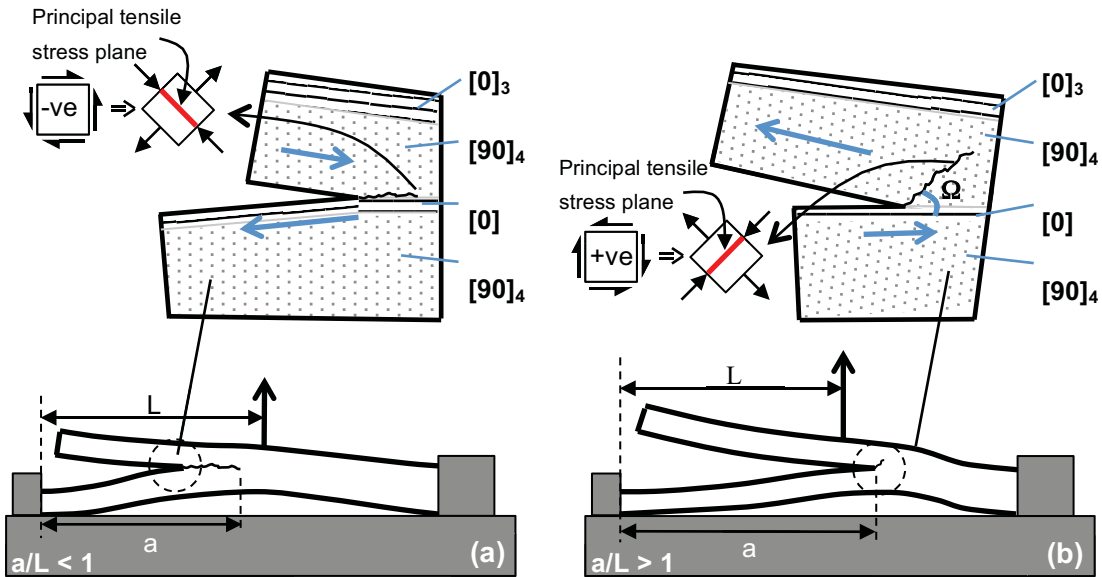 Principal tensile
stress plane
-ve
⇒
[0]₃
[90]₄
[0]
[90]₄
L
a
a/L < 1
(a)
Principal tensile
stress plane
+ve
⇒
Ω
[0]₃
[90]₄
[0]
[90]₄
L
a
a/L > 1
(b)